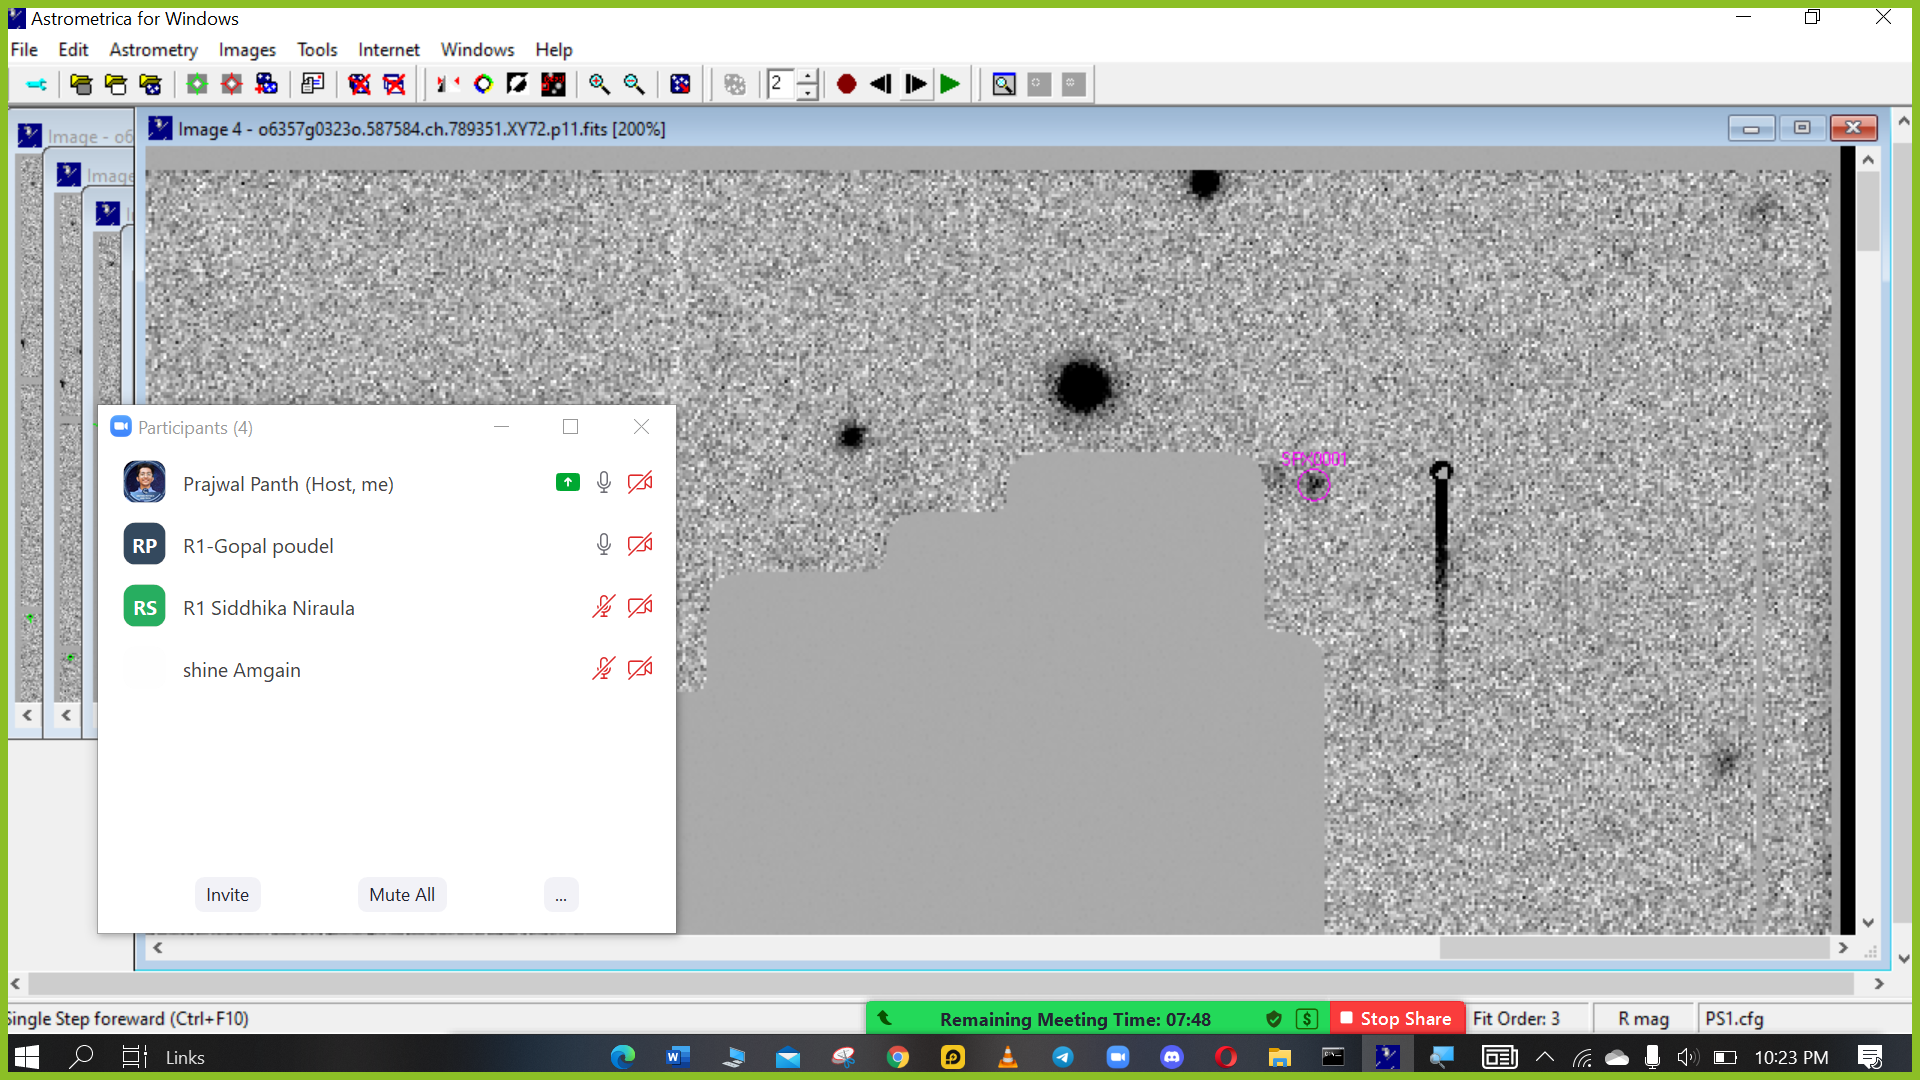 Astrometrica for Windows
File Edit Astrometry Images Tools Internet Windows Help
2
Image - o6
Image
Image 4 - o6357g0323o.587584.ch.789351.XY72.p11.fits [200%]
Participants (4)
Prajwal Panth (Host, me)
RP R1-Gopal poudel
RS R1 Siddhika Niraula
shine Amgain
Invite Mute All ...
Single Step foreward (Ctrl+F10)
Remaining Meeting Time: 07:48
$
Stop Share
Fit Order: 3
R mag
PS1.cfg
Links
10:23 PM